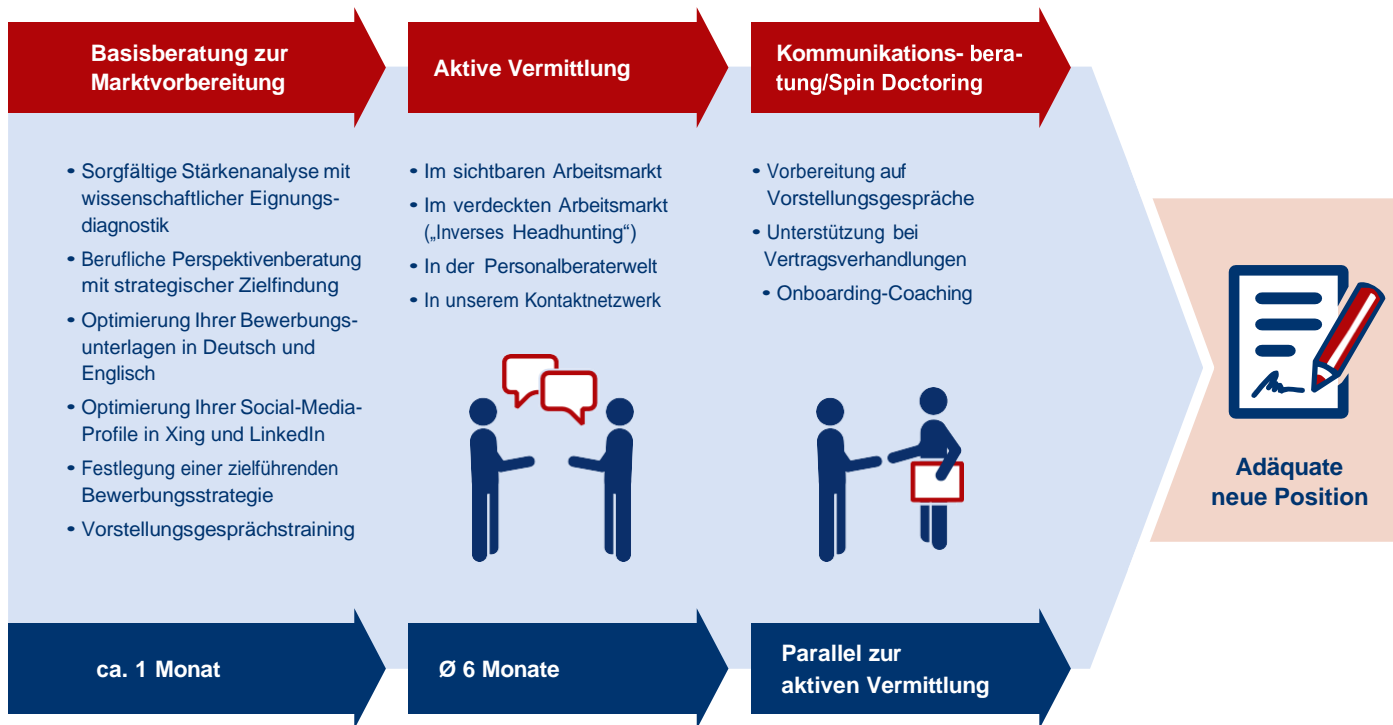 Basisberatung zur
Marktvorbereitung
• Sorgfältige Stärkenanalyse mit
wissenschaftlicher Eignungs-
diagnostik
• Berufliche Perspektivenberatung
mit strategischer Zielfindung
• Optimierung Ihrer Bewerbungs-
unterlagen in Deutsch und
Englisch
• Optimierung Ihrer Social-Media-
Profile in Xing und LinkedIn
• Festlegung einer zielführenden
Bewerbungsstrategie
• Vorstellungsgesprächstraining
ca. 1 Monat
Aktive Vermittlung
• Im sichtbaren Arbeitsmarkt
• Im verdeckten Arbeitsmarkt
(„Inverses Headhunting“)
• In der Personalberaterwelt
• In unserem Kontaktnetzwerk
Ø 6 Monate
Kommunikations- bera-
tung/Spin Doctoring
• Vorbereitung auf
Vorstellungsgespräche
• Unterstützung bei
Vertragsverhandlungen
• Onboarding-Coaching
Parallel zur
aktiven Vermittlung
Adäquate
neue Position